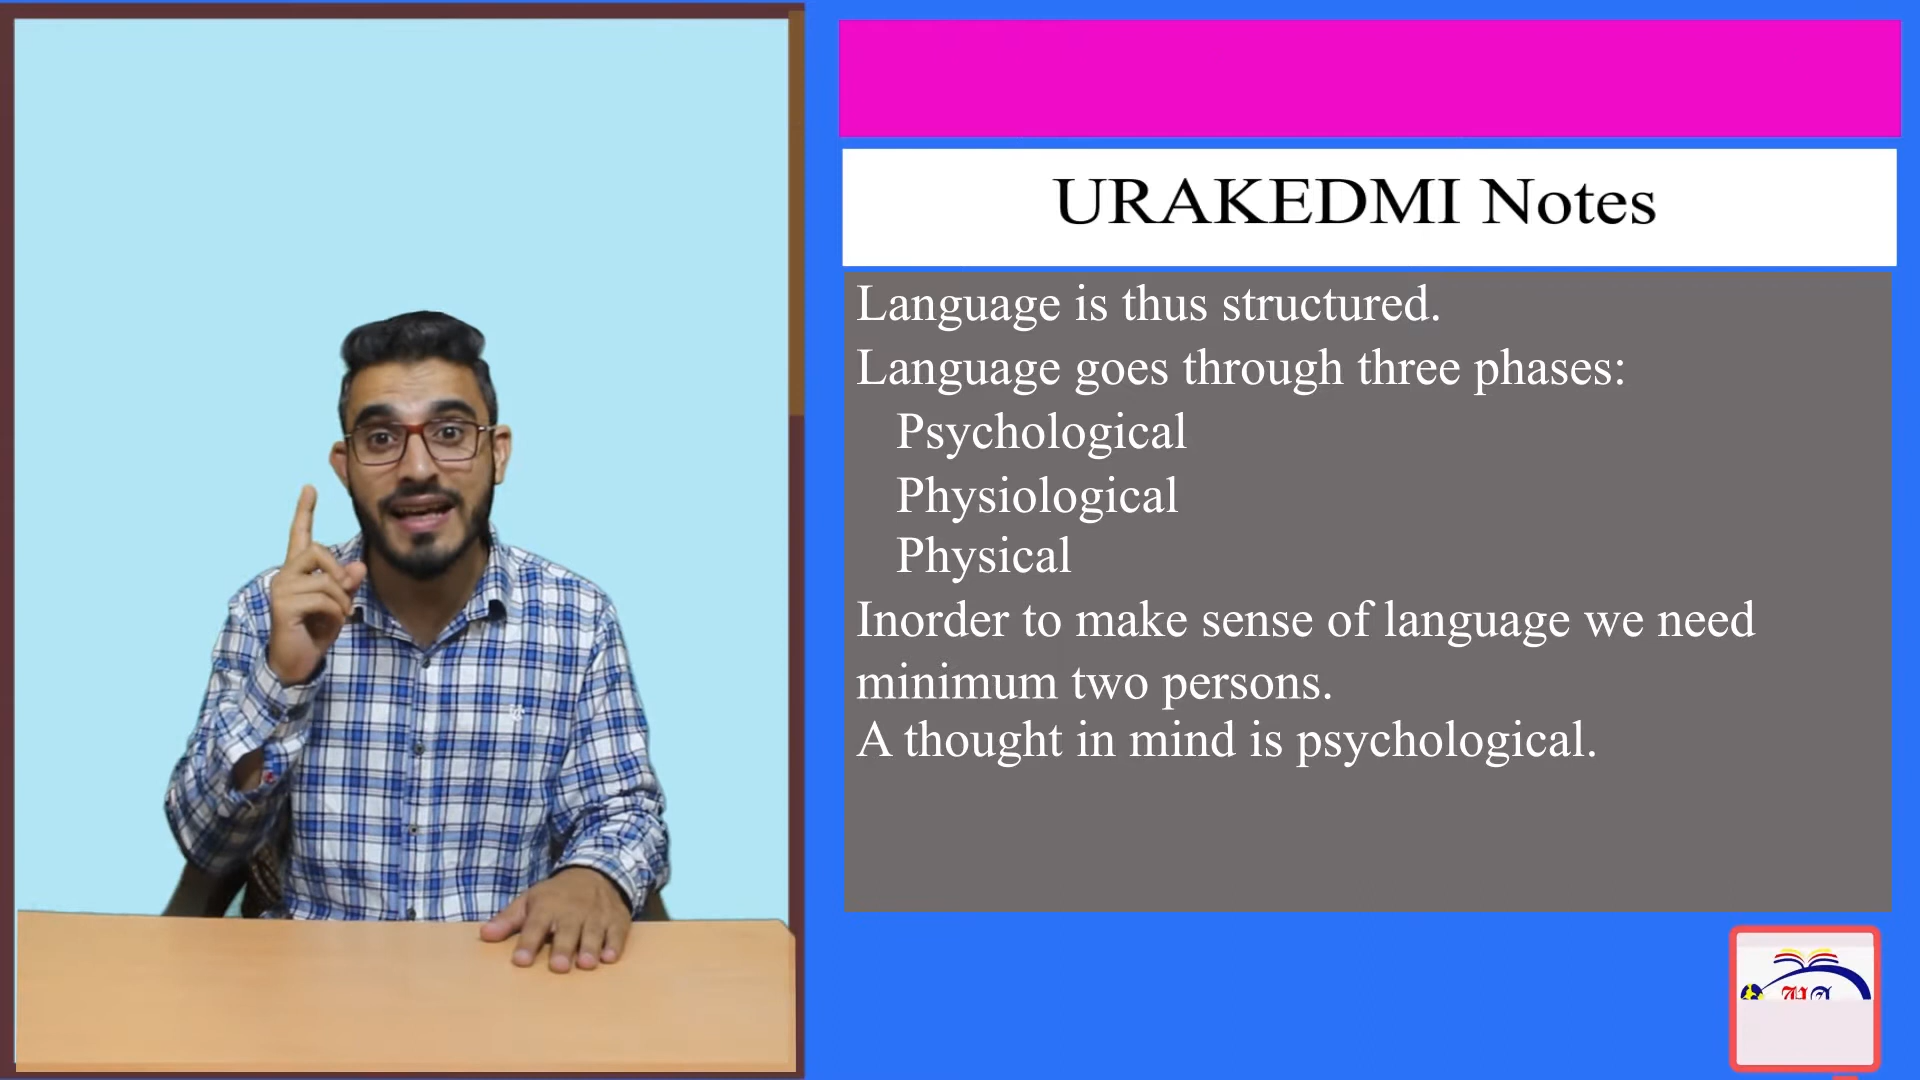 URAKEDMI Notes
Language is thus structured.
Language goes through three phases:
Psychological
Physiological
Physical
Inorder to make sense of language we need
minimum two persons.
A thought in mind is psychological.